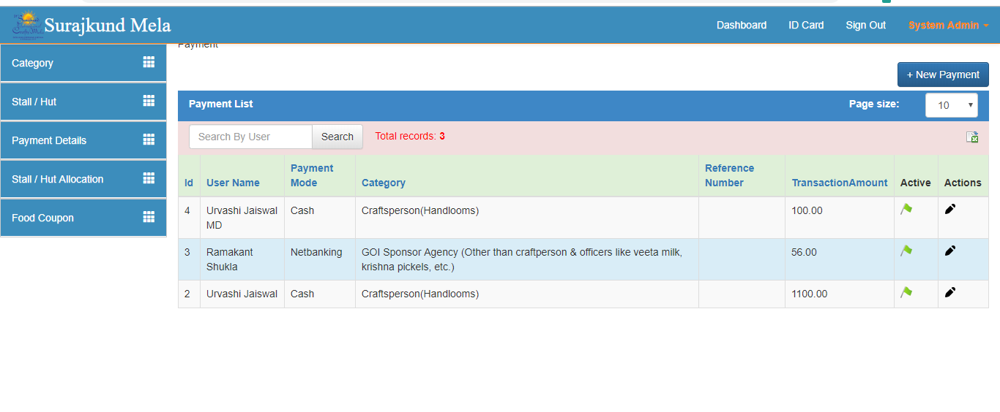 Surajkund Mela
Dashboard ID Card Sign Out System Admin
Payment
Category
Stall / Hut
Payment Details
Stall / Hut Allocation
Food Coupon
+ New Payment
Payment List Page size: 10
Search By User Search Total records: 3
Id User Name Payment Mode Category Reference Number TransactionAmount Active Actions
4 Urvashi Jaiswal MD Cash Craftsperson(Handlooms) 100.00
3 Ramakant Shukla Netbanking GOI Sponsor Agency (Other than craftperson & officers like veeta milk, krishna pickels, etc.) 56.00
2 Urvashi Jaiswal Cash Craftsperson(Handlooms) 1100.00